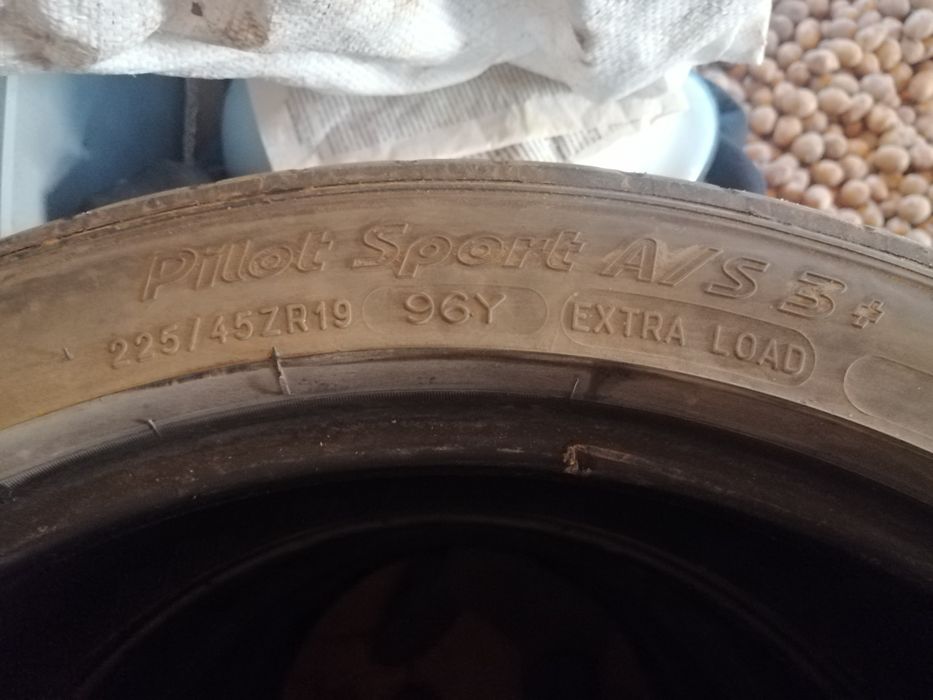 Pilot Sport A/S 3+
225/45ZR19 96Y EXTRA LOAD